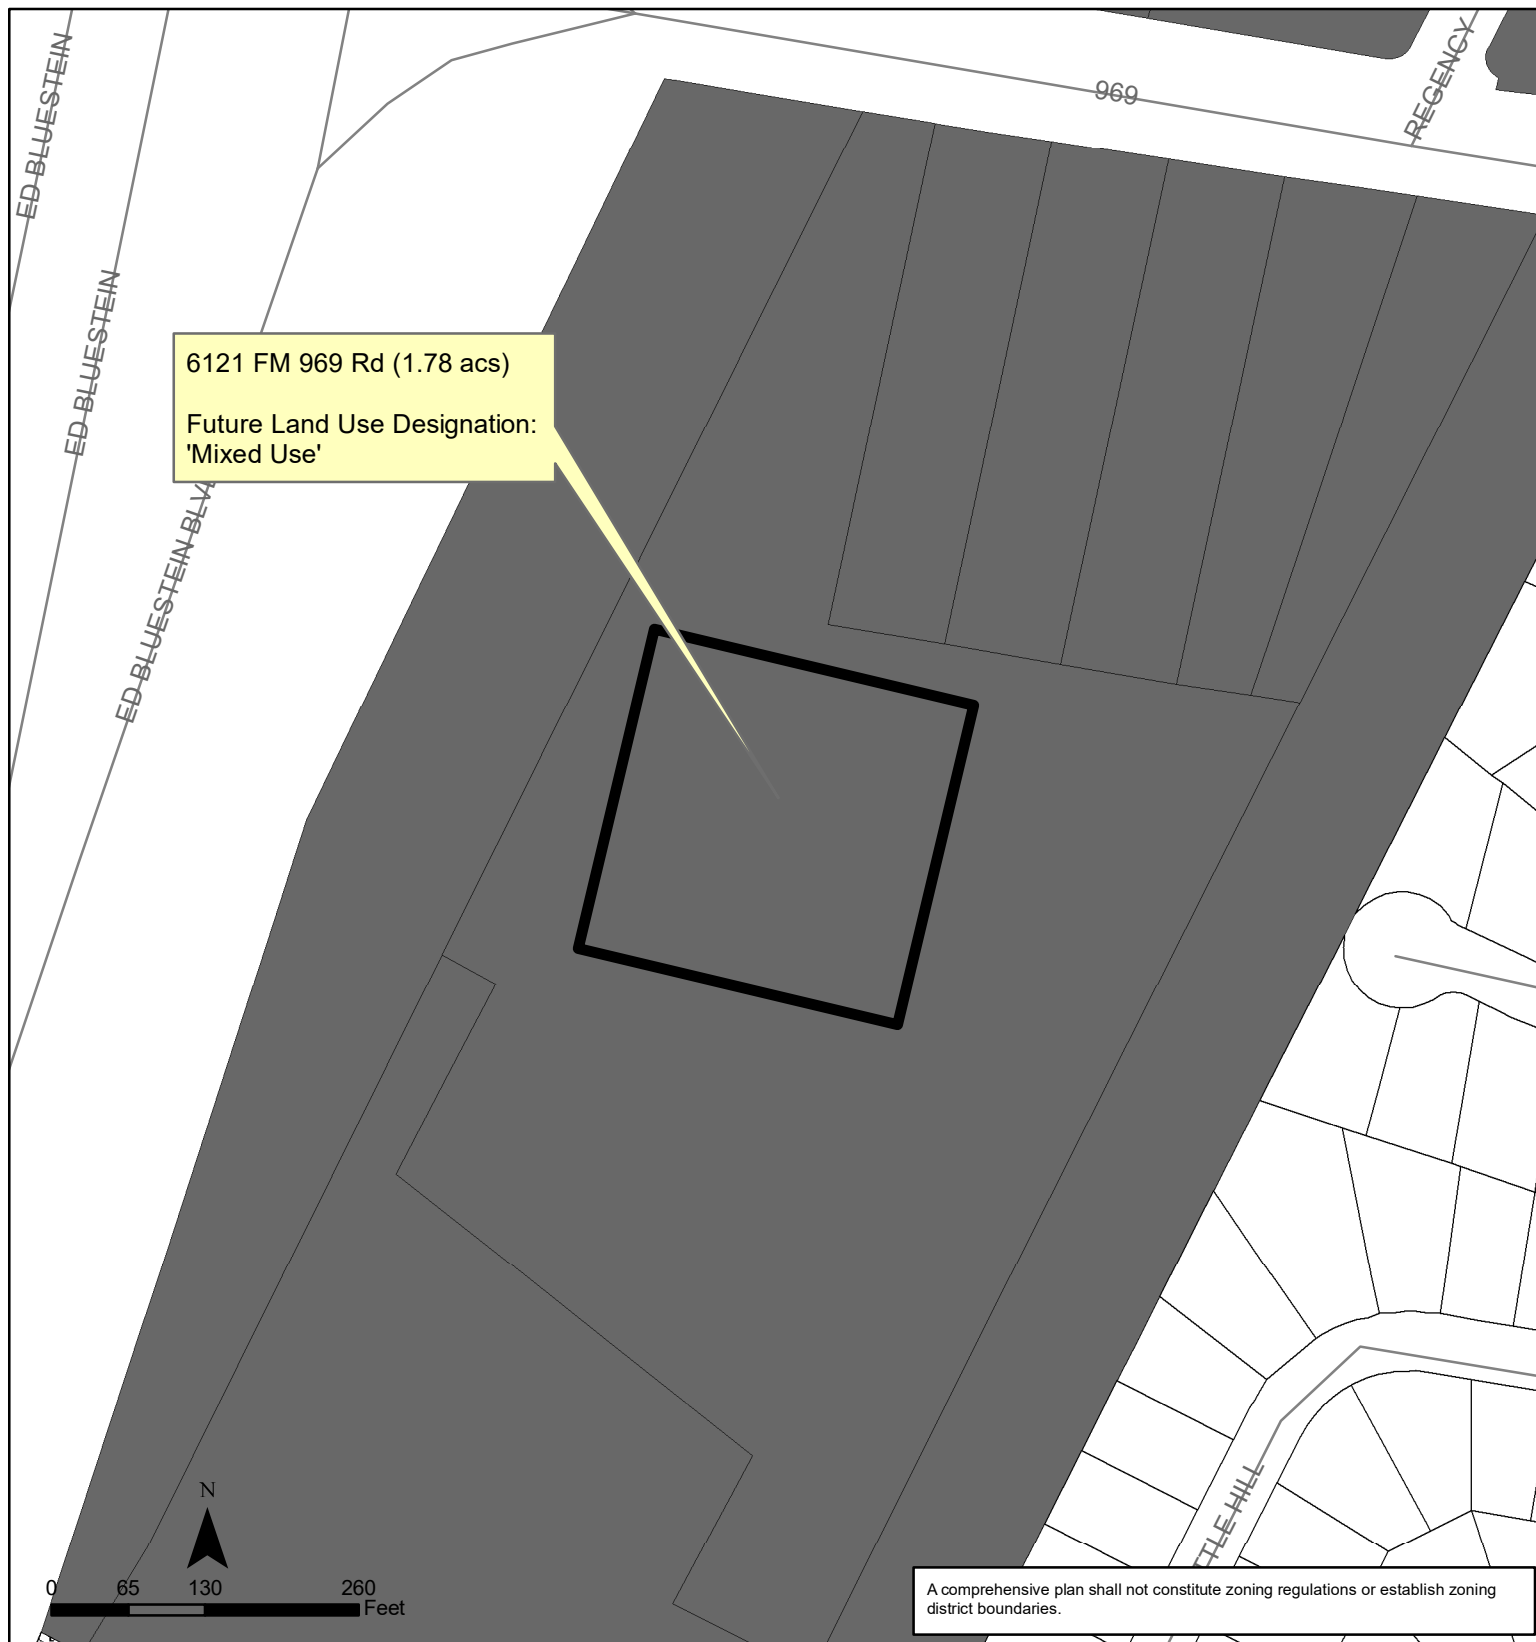 ED BLUESTEIN
969
REGENCY
ED BLUESTEIN
6121 FM 969 Rd (1.78 acs)
Future Land Use Designation:
'Mixed Use'
ED BLUESTEIN
N
0 65 130 260
Feet
A comprehensive plan shall not constitute zoning regulations or establish zoning
district boundaries.
HILL